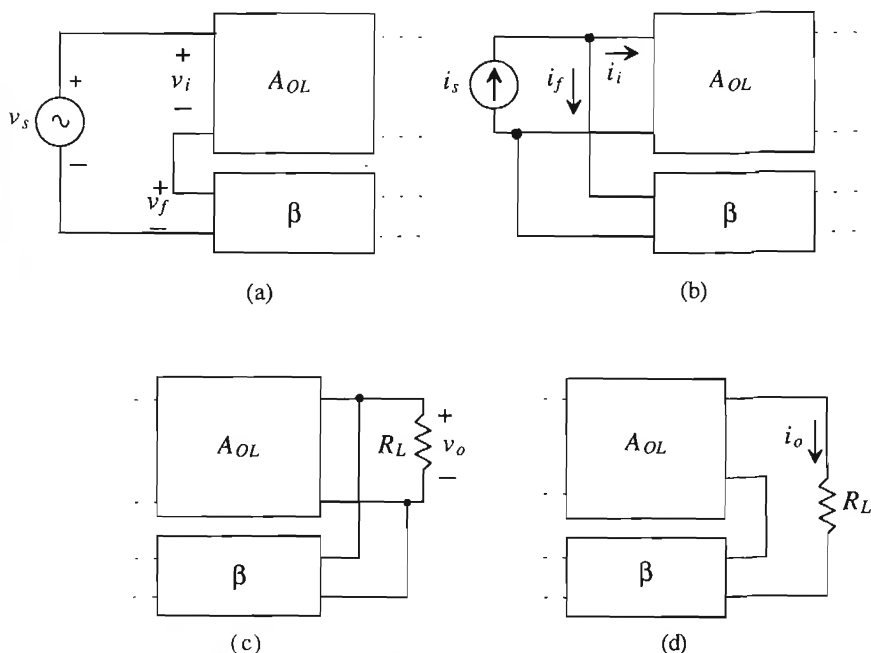 +
v_i
−
A_OL
v_s
+
−
+
v_f
−
β
(a)
i_s
i_f
i_i
A_OL
β
(b)
A_OL
R_L
+
v_o
−
β
(c)
A_OL
i_o
R_L
β
(d)